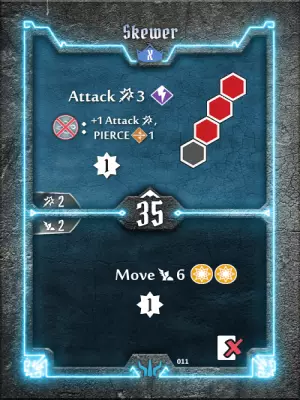 Skewer
X
Attack 3
: +1 Attack ,
PIERCE 1
1
2
35
2
Move 6
1
011